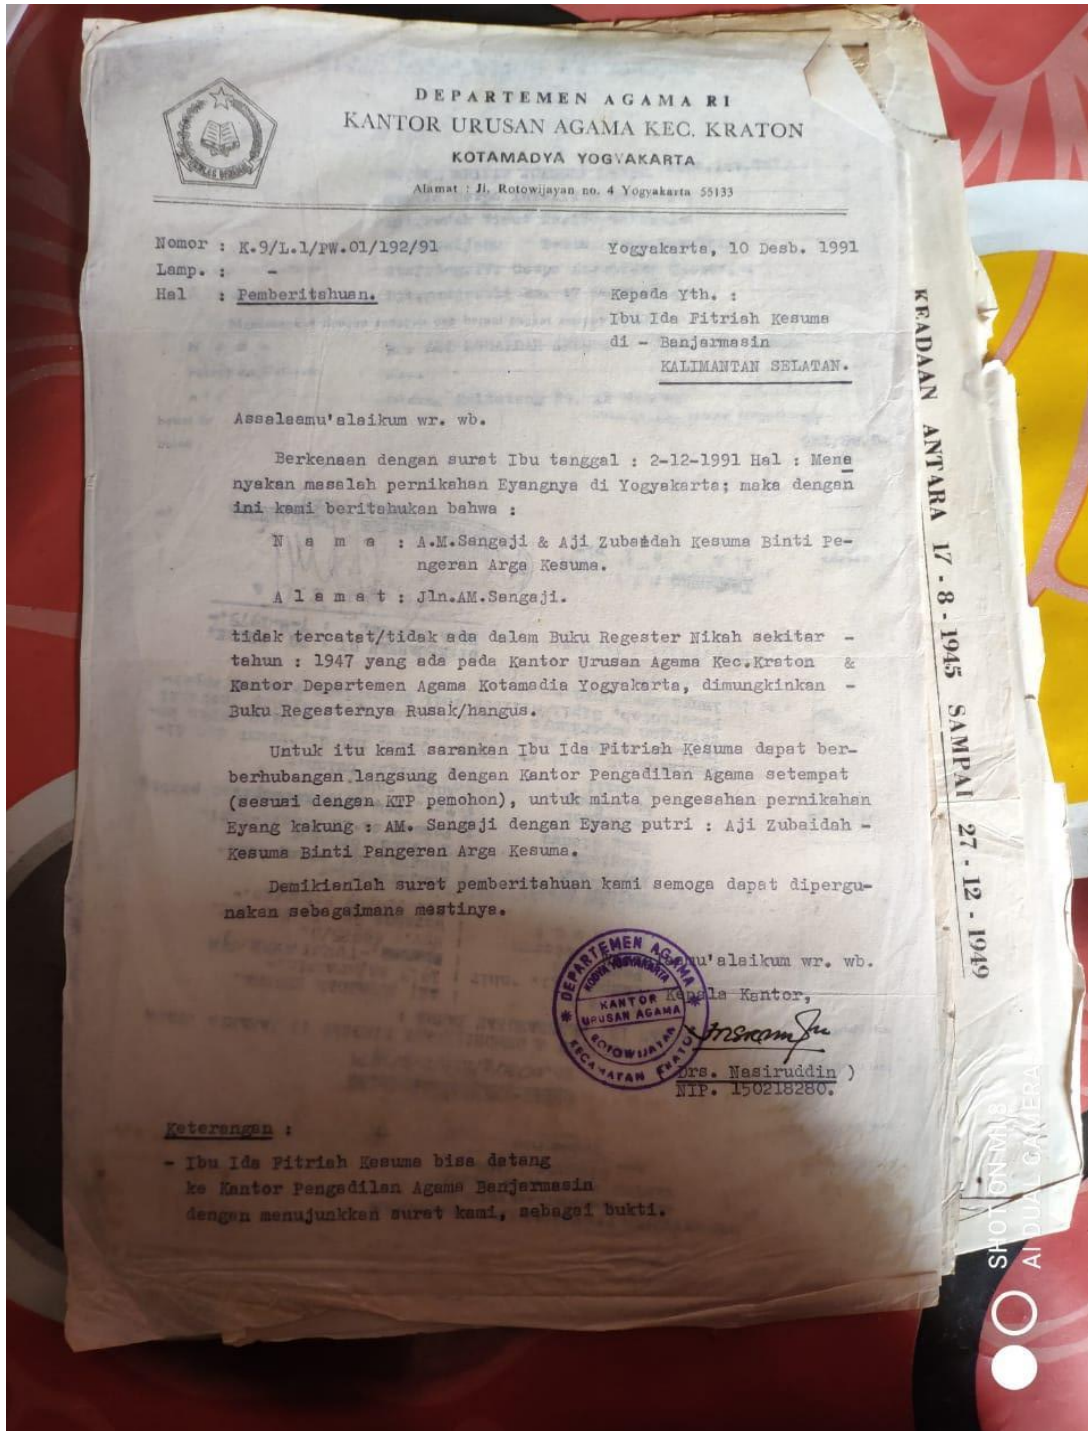 DEPARTEMEN AGAMA RI
KANTOR URUSAN AGAMA KEC. KRATON
KOTAMADYA YOGYAKARTA
Alamat : Jl. Rotowijayan no. 4 Yogyakarta 55133
Nomor : K.9/L.1/PW.01/192/91
Yogyakarta, 10 Desb. 1991
Lamp. : -
Hal : Pemberitahuan.
Kepada Yth. :
Ibu Ida Fitriah Kesuma
di - Banjarmasin
KALIMANTAN SELATAN.
Assalaamu'alaikum wr. wb.
Berkenaan dengan surat Ibu tanggal : 2-12-1991 Hal : Mena
nyakan masalah pernikahan Eyangnya di Yogyakarta; maka dengan
ini kami beritahukan bahwa :
N a m a : A.M.Sangaji & Aji Zubaidah Kesuma Binti Pe-
ngeran Arga Kesuma.
A l a m a t : Jln.AM.Sangaji.
tidak tercatat/tidak ada dalam Buku Regester Nikah sekitar -
tahun : 1947 yang ada pada Kantor Urusan Agama Kec.Kraton &
Kantor Departemen Agama Kotamadia Yogyakarta, dimungkinkan -
Buku Regesternya Rusak/hangus.
Untuk itu kami sarankan Ibu Ida Fitriah Kesuma dapat ber-
berhubangan langsung dengan Kantor Pengadilan Agama setempat
(sesuai dengan KTP pemohon), untuk minta pengesahan pernikahan
Eyang kakung : AM. Sangaji dengan Eyang putri : Aji Zubaidah -
Kesuma Binti Pangeran Arga Kesuma.
Demikianlah surat pemberitahuan kami semoga dapat dipergu-
nakan sebagaimana mestinya.
mu'alaikum wr. wb.
Kepala Kantor,
DEPARTEMEN AGAMA
KODYA YOGYAKARTA
KANTOR
URUSAN AGAMA
ROTOWIJAYAN
KECAMATAN KRATON
Drs. Nasiruddin )
NIP. 150218280.
Keterangan :
- Ibu Ida Fitriah Kesuma bisa datang
ke Kantor Pengadilan Agama Banjarmasin
dengan menujunkkan surat kami, sebagai bukti.
KEADAAN ANTARA 17-8-1945 SAMPAI 27-12-1949
SHOT ON MI 8
AI DUAL CAMERA